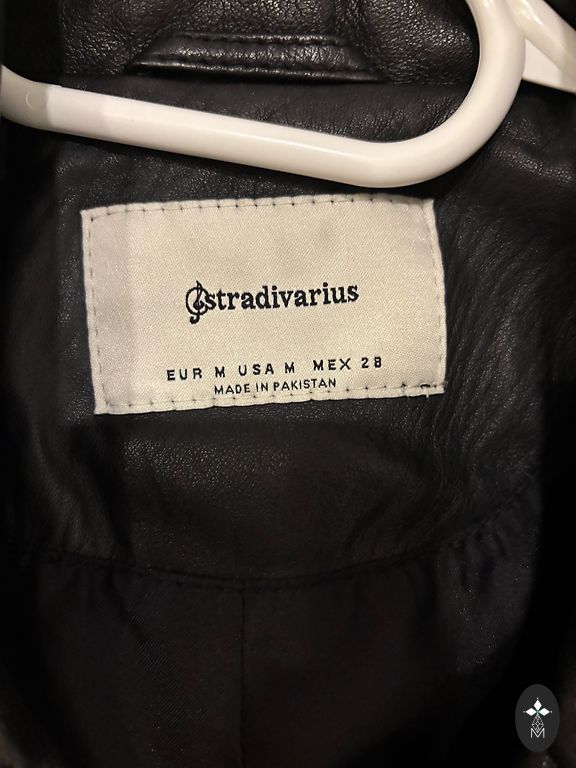 stradivarius
EUR M USA M MEX 28
MADE IN PAKISTAN
M